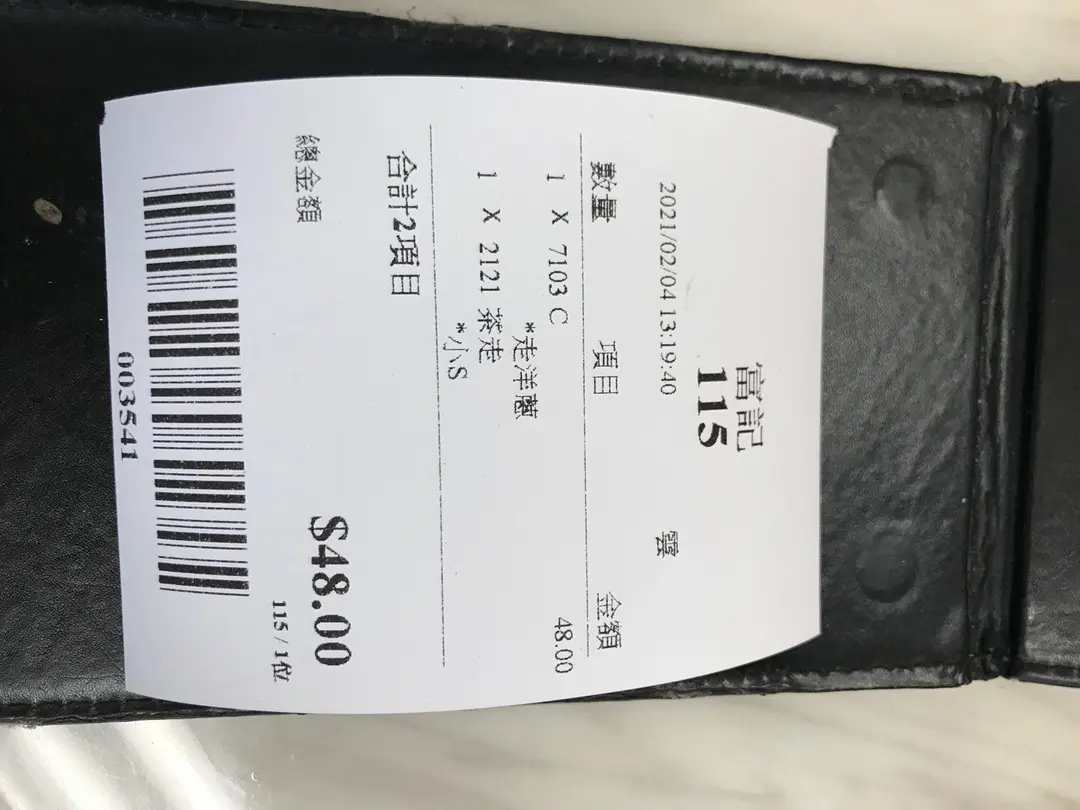 富記
115
2021/02/04 13:19:40 雲
數量 項目 金額
1 X 7103 C 48.00
*走洋蔥
1 X 2121 茶走
*小S
合計2項目
總金額 $48.00
115 / 1位
003541